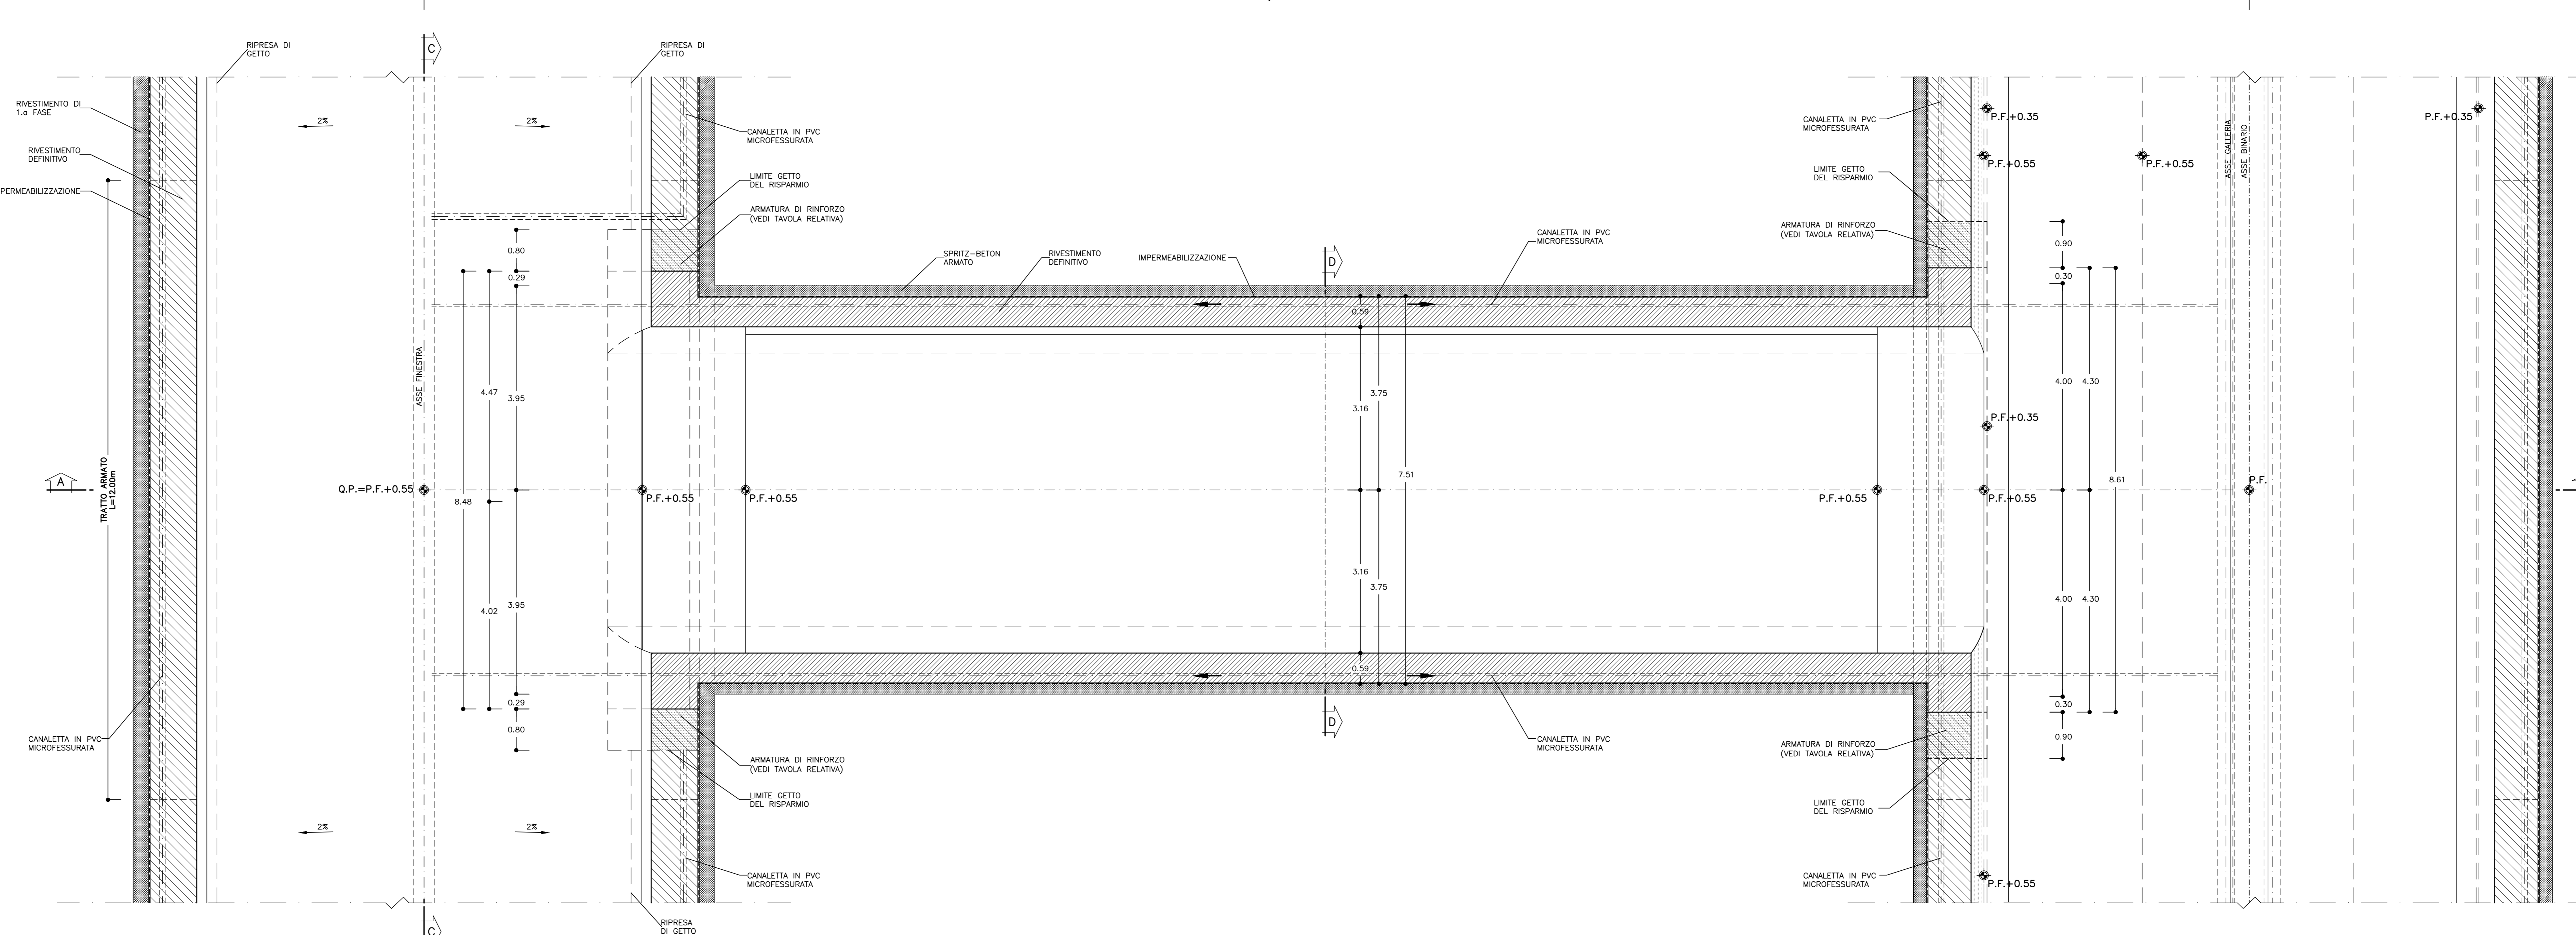 RIPRESA DI
GETTO
C
RIPRESA DI
GETTO
RIVESTIMENTO DI
1.a FASE
2%
2%
RIVESTIMENTO
DEFINITIVO
PERMEABILIZZAZIONE
CANALETTA IN PVC
MICROFESSURATA
LIMITE GETTO
DEL RISPARMIO
ARMATURA DI RINFORZO
(VEDI TAVOLA RELATIVA)
SPRITZ-BETON
ARMATO
RIVESTIMENTO
DEFINITIVO
IMPERMEABILIZZAZIONE
D
CANALETTA IN PVC
MICROFESSURATA
CANALETTA IN PVC
MICROFESSURATA
LIMITE GETTO
DEL RISPARMIO
ARMATURA DI RINFORZO
(VEDI TAVOLA RELATIVA)
P.F.+0.35
P.F.+0.55
P.F.+0.55
ASSE GALLERIA
ASSE BINARIO
P.F.+0.35
0.80
0.29
4.47
3.95
8.48
4.02
3.95
0.29
0.80
ASSE FINESTRA
A
TRATTO ARMATO
L=12.00m
Q.P.=P.F.+0.55
P.F.+0.55
P.F.+0.55
0.59
3.75
3.16
7.51
3.16
3.75
0.59
P.F.+0.55
P.F.+0.35
P.F.+0.55
P.F.
0.90
0.30
4.00
4.30
8.61
4.00
4.30
0.30
0.90
CANALETTA IN PVC
MICROFESSURATA
2%
2%
ARMATURA DI RINFORZO
(VEDI TAVOLA RELATIVA)
LIMITE GETTO
DEL RISPARMIO
CANALETTA IN PVC
MICROFESSURATA
RIPRESA
DI GETTO
C
D
CANALETTA IN PVC
MICROFESSURATA
ARMATURA DI RINFORZO
(VEDI TAVOLA RELATIVA)
LIMITE GETTO
DEL RISPARMIO
CANALETTA IN PVC
MICROFESSURATA
P.F.+0.55